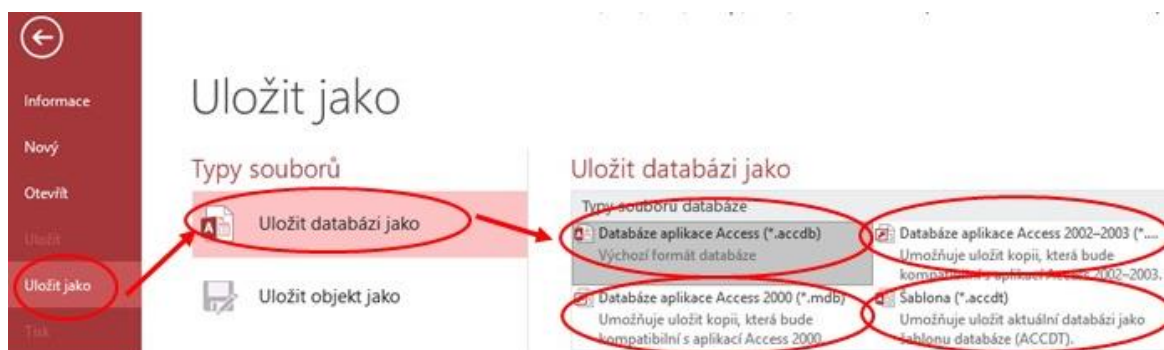 Informace
Nový
Otevřít
Uložit
Uložit jako
Tisk
Uložit jako
Typy souborů
Uložit databázi jako
Uložit objekt jako
Uložit databázi jako
Typy souboru databáze
Databáze aplikace Access (*.accdb)
Výchozí formát databáze
Databáze aplikace Access 2002–2003 (*....
Umožňuje uložit kopii, která bude
kompatibilní s aplikací Access 2002–2003.
Databáze aplikace Access 2000 (*.mdb)
Umožňuje uložit kopii, která bude
kompatibilní s aplikací Access 2000.
Šablona (*.accdt)
Umožňuje uložit aktuální databázi jako
šablonu databáze (ACCDT).